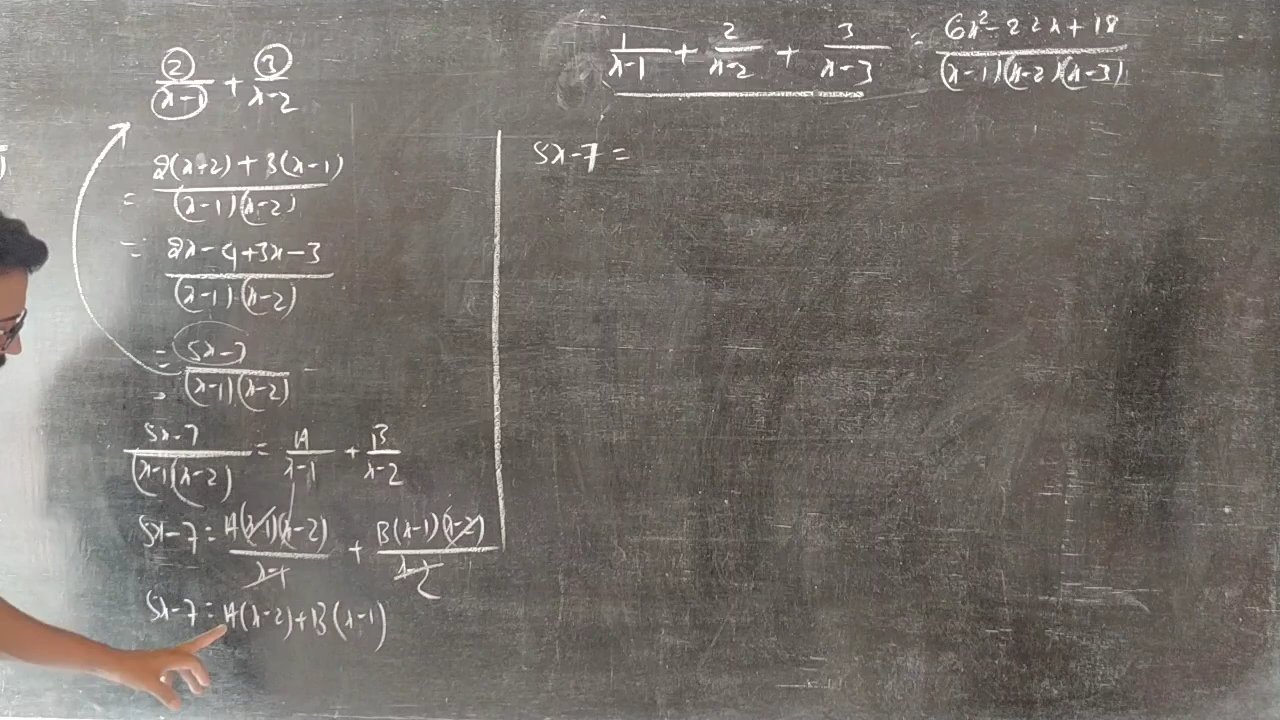 2/(x-1) + 3/(x-2)
= 2(x-2) + 3(x-1) / (x-1)(x-2)
= 2x-4+3x-3 / (x-1)(x-2)
= 5x-7 / (x-1)(x-2)
5x-7 / (x-1)(x-2) = A/(x-1) + B/(x-2)
5x-7 = A(x-1)(x-2) / x-1 + B(x-1)(x-2) / x-2
5x-7 = A(x-2)+B(x-1)
1/(x-1) + 2/(x-2) + 3/(x-3) = 6x²-22x+18 / (x-1)(x-2)(x-3)
5x-7 =